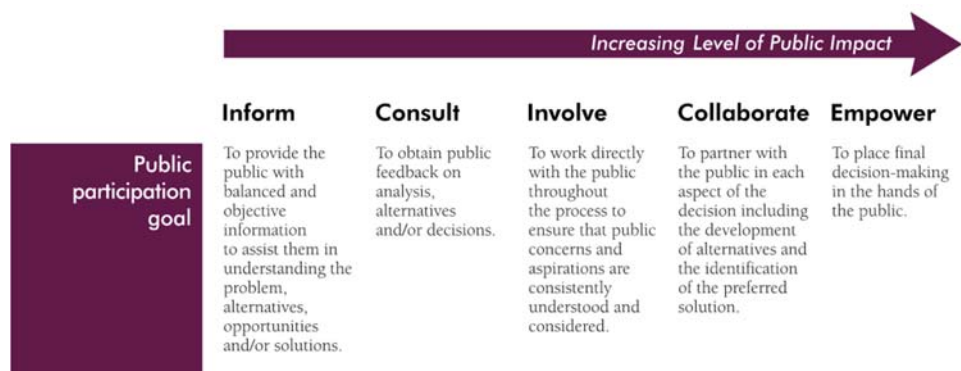 Increasing Level of Public Impact
Inform
Consult
Involve
Collaborate
Empower
Public
participation
goal
To provide the
public with
balanced and
objective
information
to assist them in
understanding the
problem,
alternatives,
opportunities
and/or solutions.
To obtain public
feedback on
analysis,
alternatives
and/or decisions.
To work directly
with the public
throughout
the process to
ensure that public
concerns and
aspirations are
consistently
understood and
considered.
To partner with
the public in each
aspect of the
decision including
the development
of alternatives and
the identification
of the preferred
solution.
To place final
decision-making
in the hands of
the public.